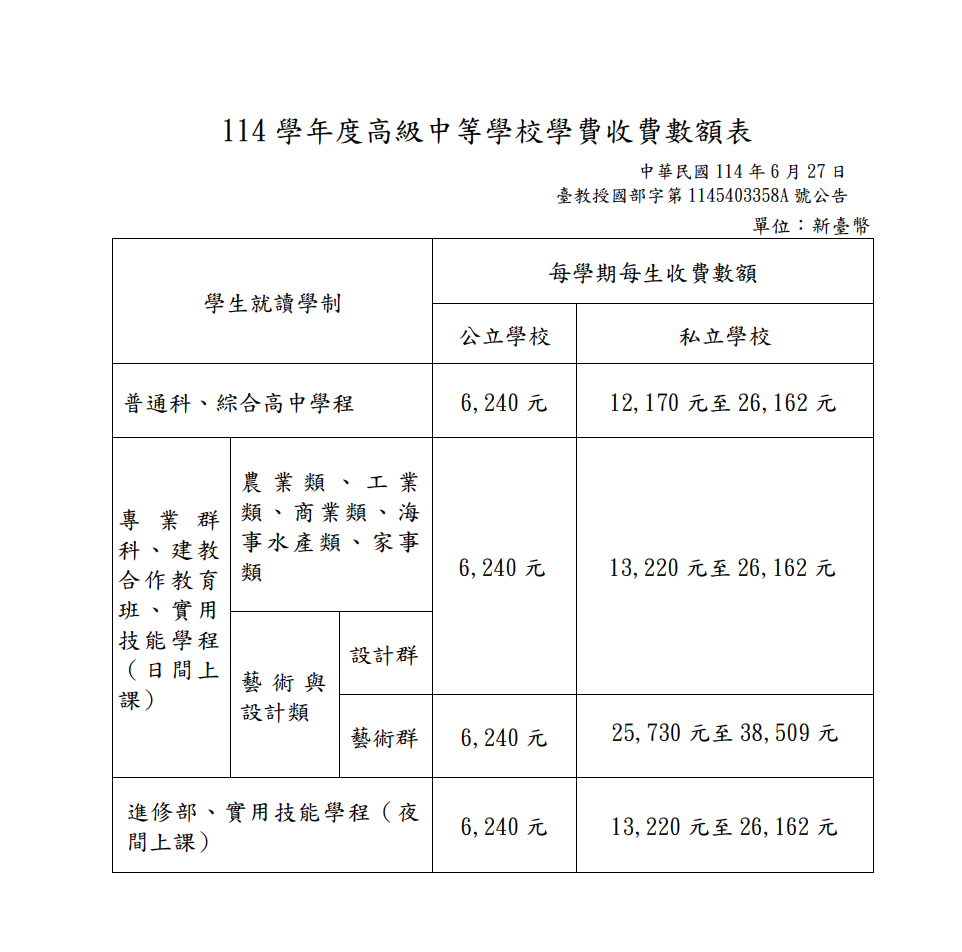 114 學年度高級中等學校學費收費數額表
中華民國 114 年 6 月 27 日
臺教授國部字第 1145403358A 號公告
單位：新臺幣
學生就讀學制
每學期每生收費數額
公立學校
私立學校
普通科、綜合高中學程
6,240 元
12,170 元至 26,162 元
專業群
科、建教
合作教育
班、實用
技能學程
（日間上
課）
農業類、工業
類、商業類、海
事水產類、家事
類
6,240 元
13,220 元至 26,162 元
藝術與
設計類
設計群
藝術群
6,240 元
25,730 元至 38,509 元
進修部、實用技能學程（夜
間上課）
6,240 元
13,220 元至 26,162 元